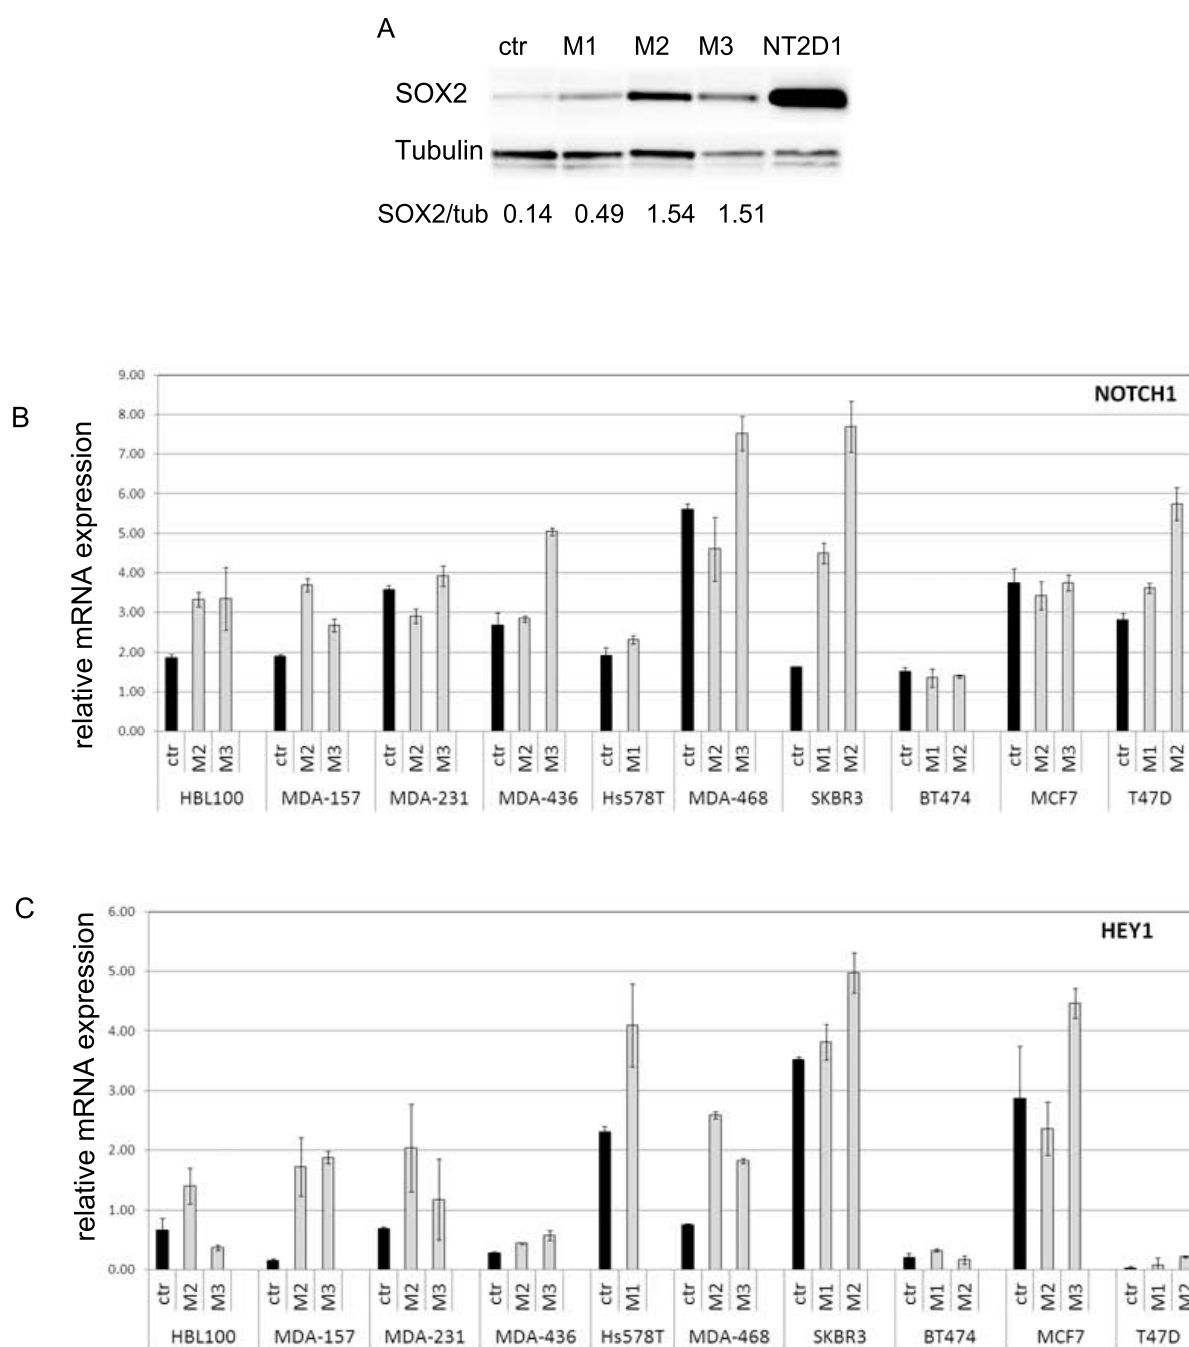 A
ctr M1 M2 M3 NT2D1
SOX2
Tubulin
SOX2/tub 0.14 0.49 1.54 1.51
B
NOTCH1
relative mRNA expression
9.00
8.00
7.00
6.00
5.00
4.00
3.00
2.00
1.00
0.00
ctr M2 M3 ctr M2 M3 ctr M2 M3 ctr M2 M3 ctr M1 ctr M2 M3 ctr M1 M2 ctr M1 M2 ctr M2 M3 ctr M1 M2
HBL100 MDA-157 MDA-231 MDA-436 Hs578T MDA-468 SKBR3 BT474 MCF7 T47D
C
HEY1
relative mRNA expression
6.00
5.00
4.00
3.00
2.00
1.00
0.00
ctr M2 M3 ctr M2 M3 ctr M2 M3 ctr M2 M3 ctr M1 ctr M2 M3 ctr M1 M2 ctr M1 M2 ctr M2 M3 ctr M1 M2
HBL100 MDA-157 MDA-231 MDA-436 Hs578T MDA-468 SKBR3 BT474 MCF7 T47D